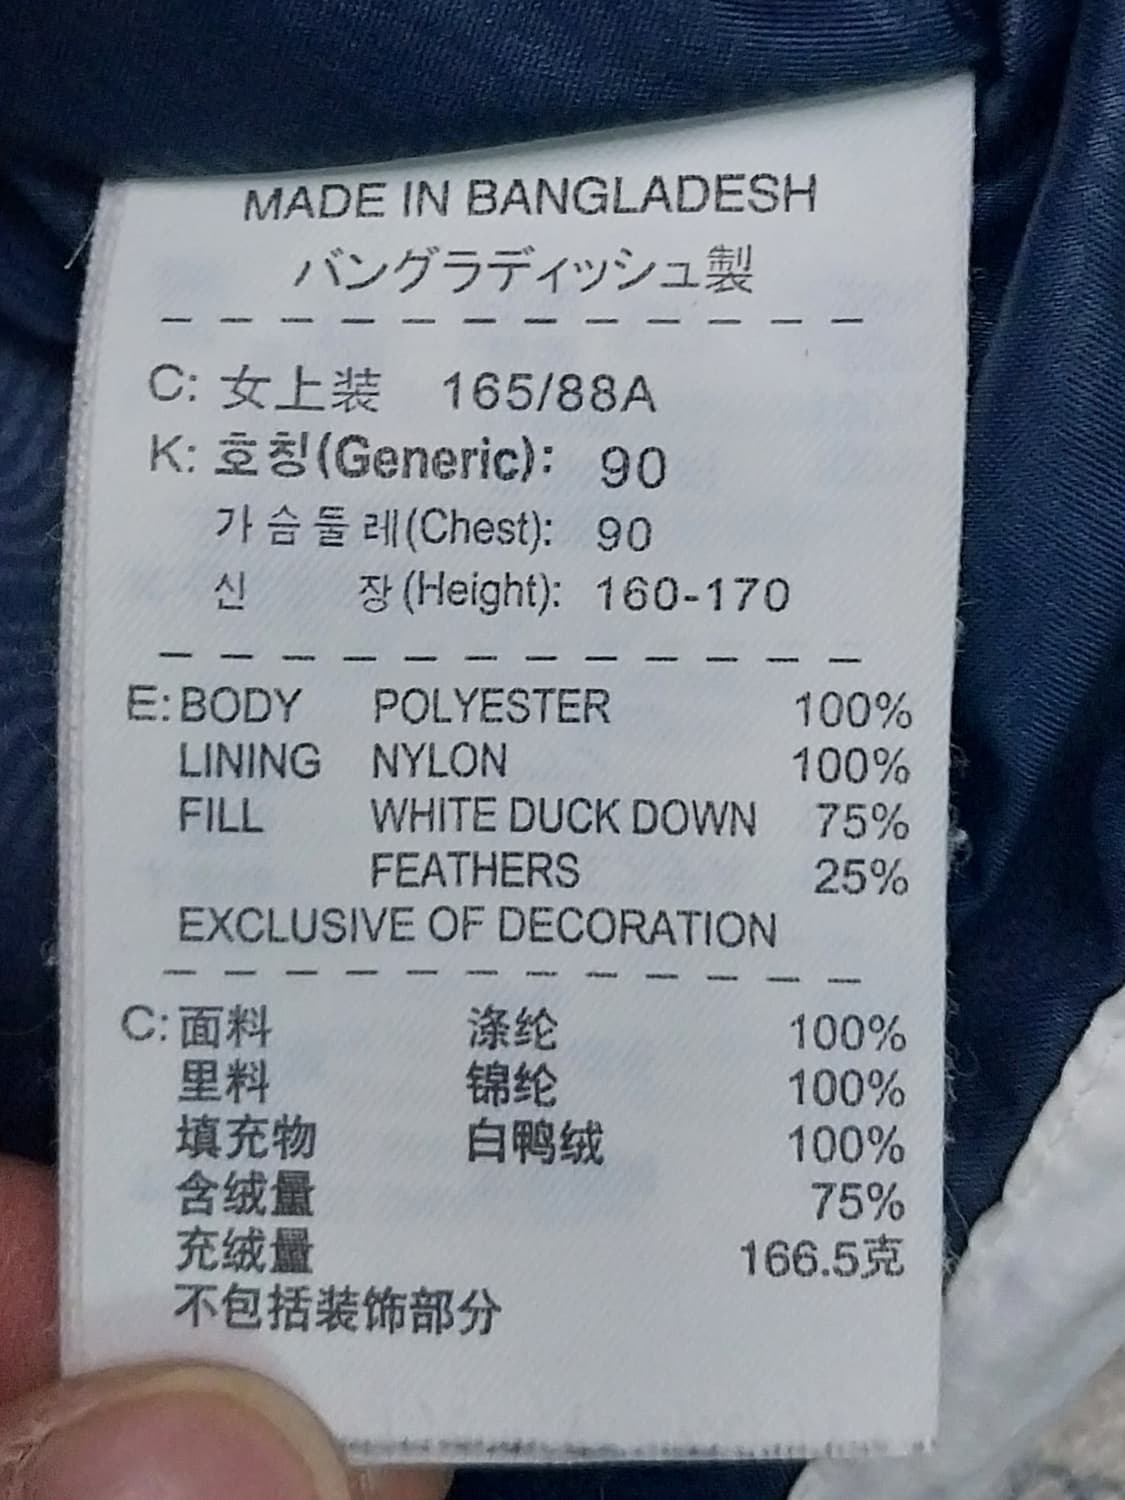 MADE IN BANGLADESH
バングラディッシュ製
C: 女上装 165/88A
K: 호칭(Generic): 90
가슴둘레(Chest): 90
신 장(Height): 160-170
E: BODY POLYESTER 100%
LINING NYLON 100%
FILL WHITE DUCK DOWN 75%
FEATHERS 25%
EXCLUSIVE OF DECORATION
C: 面料 涤纶 100%
里料 锦纶 100%
填充物 白鸭绒 100%
含绒量 75%
充绒量 166.5克
不包括装饰部分